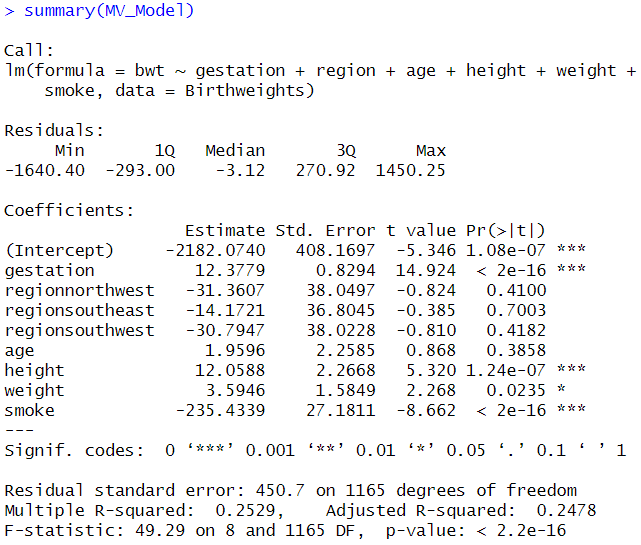 > summary(MV_Model)
Call:
lm(formula = bwt ~ gestation + region + age + height + weight +
    smoke, data = Birthweights)
Residuals:
     Min       1Q   Median       3Q      Max
-1640.40  -293.00    -3.12   270.92  1450.25
Coefficients:
                  Estimate Std. Error t value Pr(>|t|)
(Intercept)     -2182.0740   408.1697  -5.346 1.08e-07 ***
gestation          12.3779     0.8294  14.924  < 2e-16 ***
regionnorthwest   -31.3607    38.0497  -0.824   0.4100
regionsoutheast   -14.1721    36.8045  -0.385   0.7003
regionsouthwest   -30.7947    38.0228  -0.810   0.4182
age                 1.9596     2.2585   0.868   0.3858
height             12.0588     2.2668   5.320 1.24e-07 ***
weight              3.5946     1.5849   2.268   0.0235 *
smoke            -235.4339    27.1811  -8.662  < 2e-16 ***
---
Signif. codes:  0 ‘***’ 0.001 ‘**’ 0.01 ‘*’ 0.05 ‘.’ 0.1 ‘ ’ 1
Residual standard error: 450.7 on 1165 degrees of freedom
Multiple R-squared:  0.2529,    Adjusted R-squared:  0.2478
F-statistic: 49.29 on 8 and 1165 DF,  p-value: < 2.2e-16